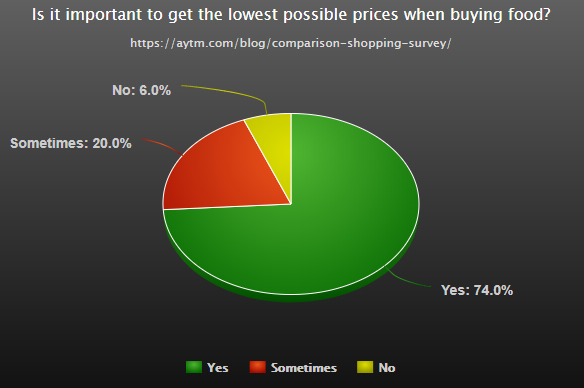 Is it important to get the lowest possible prices when buying food?
https://aytm.com/blog/comparison-shopping-survey/
No: 6.0%
Sometimes: 20.0%
Yes: 74.0%
Yes Sometimes No